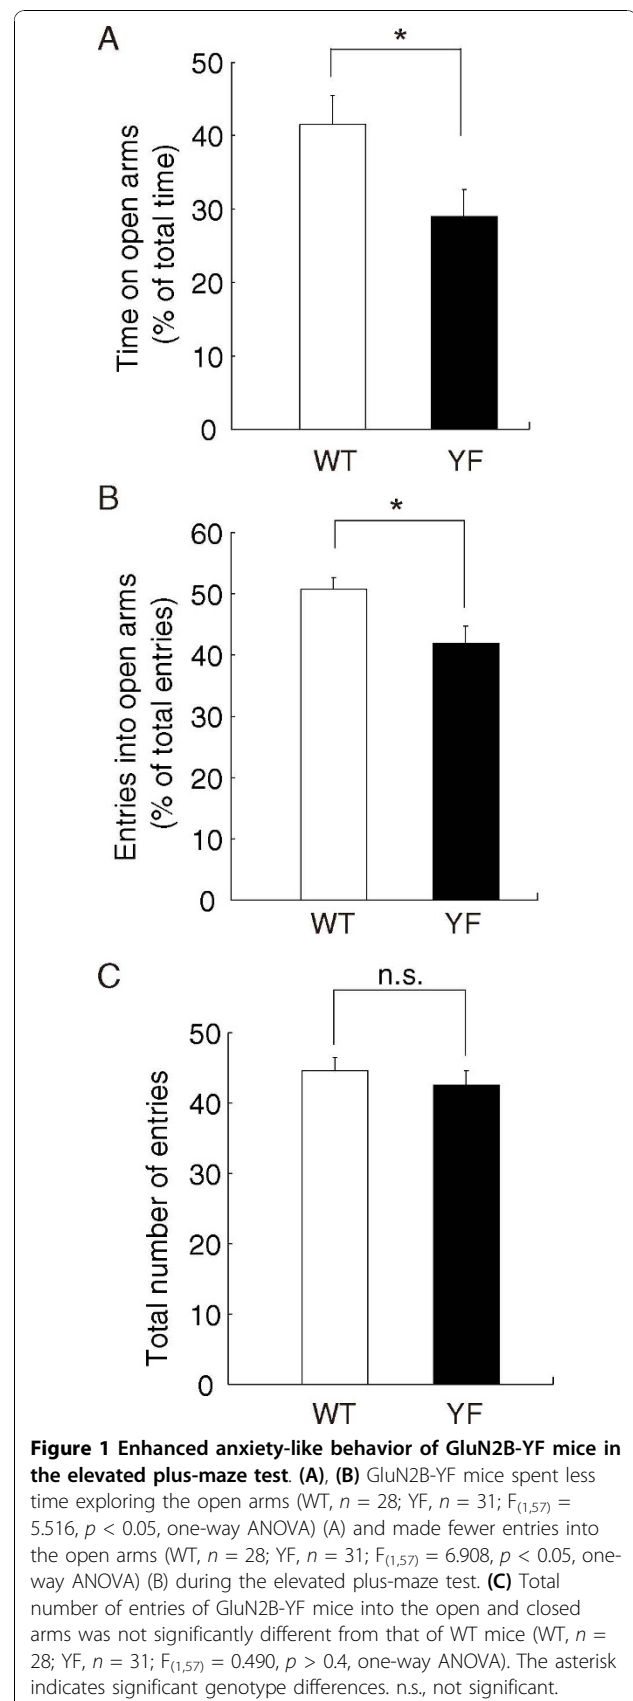 A
*
50
40
30
20
10
0
Time on open arms
(% of total time)
WT YF
B
*
60
50
40
30
20
10
0
Entries into open arms
(% of total entries)
WT YF
C
n.s.
50
40
30
20
10
0
Total number of entries
WT YF
Figure 1 Enhanced anxiety-like behavior of GluN2B-YF mice in
the elevated plus-maze test. (A), (B) GluN2B-YF mice spent less
time exploring the open arms (WT, n = 28; YF, n = 31; F(1,57) =
5.516, p < 0.05, one-way ANOVA) (A) and made fewer entries into
the open arms (WT, n = 28; YF, n = 31; F(1,57) = 6.908, p < 0.05, one-
way ANOVA) (B) during the elevated plus-maze test. (C) Total
number of entries of GluN2B-YF mice into the open and closed
arms was not significantly different from that of WT mice (WT, n =
28; YF, n = 31; F(1,57) = 0.490, p > 0.4, one-way ANOVA). The asterisk
indicates significant genotype differences. n.s., not significant.